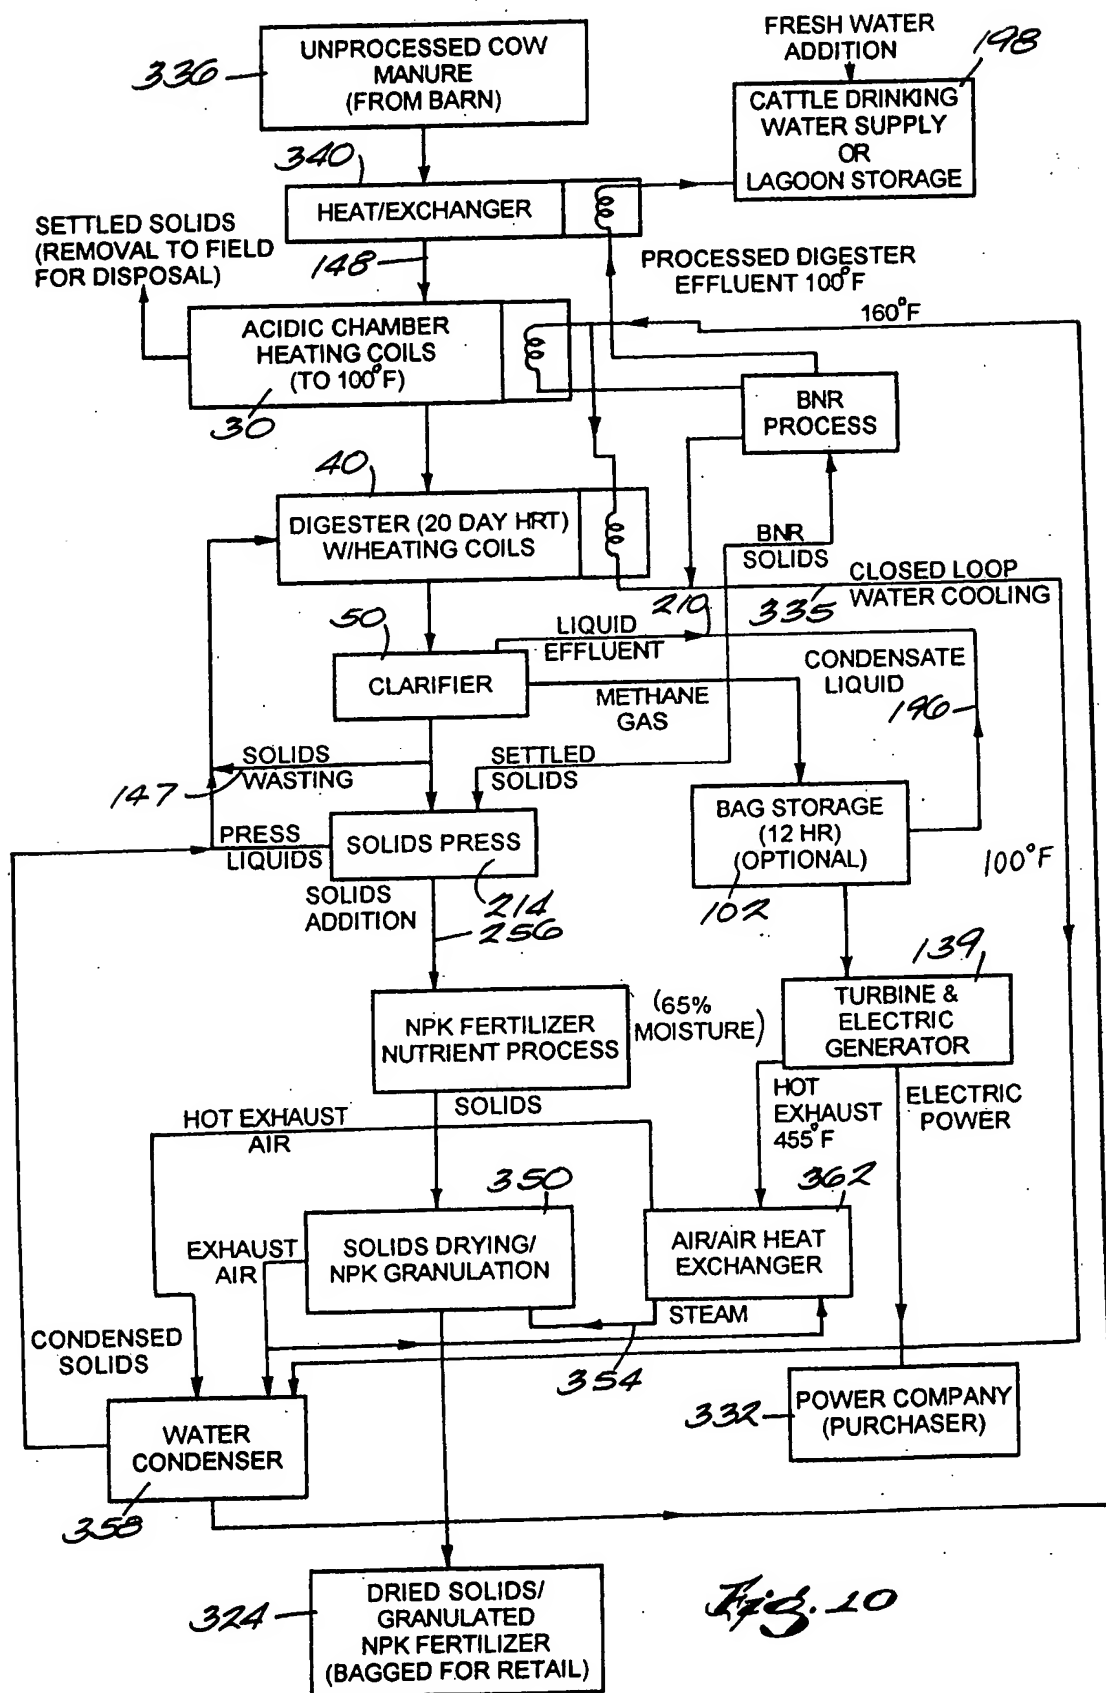 FRESH WATER
ADDITION
198
336
UNPROCESSED COW
MANURE
(FROM BARN)
CATTLE DRINKING
WATER SUPPLY
OR
LAGOON STORAGE
340
HEAT/EXCHANGER
SETTLED SOLIDS
(REMOVAL TO FIELD
FOR DISPOSAL)
148
PROCESSED DIGESTER
EFFLUENT 100°F
160°F
ACIDIC CHAMBER
HEATING COILS
(TO 100°F)
30
BNR
PROCESS
40
DIGESTER (20 DAY HRT)
W/HEATING COILS
BNR
SOLIDS
CLOSED LOOP
WATER COOLING
210
335
50
LIQUID
EFFLUENT
CLARIFIER
METHANE
GAS
CONDENSATE
LIQUID
196
SOLIDS
WASTING
147
SETTLED
SOLIDS
PRESS
LIQUIDS
SOLIDS PRESS
BAG STORAGE
(12 HR)
(OPTIONAL)
100°F
SOLIDS
ADDITION
214
256
102
139
NPK FERTILIZER
NUTRIENT PROCESS
(65%
MOISTURE)
TURBINE &
ELECTRIC
GENERATOR
SOLIDS
HOT EXHAUST
AIR
HOT
EXHAUST
455°F
ELECTRIC
POWER
350
362
EXHAUST
AIR
SOLIDS DRYING/
NPK GRANULATION
AIR/AIR HEAT
EXCHANGER
STEAM
354
CONDENSED
SOLIDS
WATER
CONDENSER
358
332
POWER COMPANY
(PURCHASER)
324
DRIED SOLIDS/
GRANULATED
NPK FERTILIZER
(BAGGED FOR RETAIL)
Fig. 10